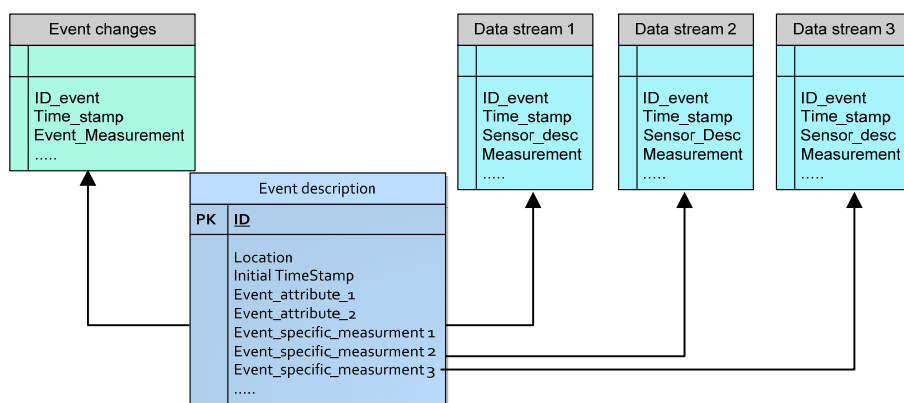 Event changes
ID_event
Time_stamp
Event_Measurement
.....
Data stream 1
ID_event
Time_stamp
Sensor_desc
Measurement
.....
Data stream 2
ID_event
Time_stamp
Sensor_Desc
Measurement
.....
Data stream 3
ID_event
Time_stamp
Sensor_desc
Measurement
.....
Event description
PK ID
Location
Initial TimeStamp
Event_attribute_1
Event_attribute_2
Event_specific_measurment 1
Event_specific_measurment 2
Event_specific_measurment 3
.....